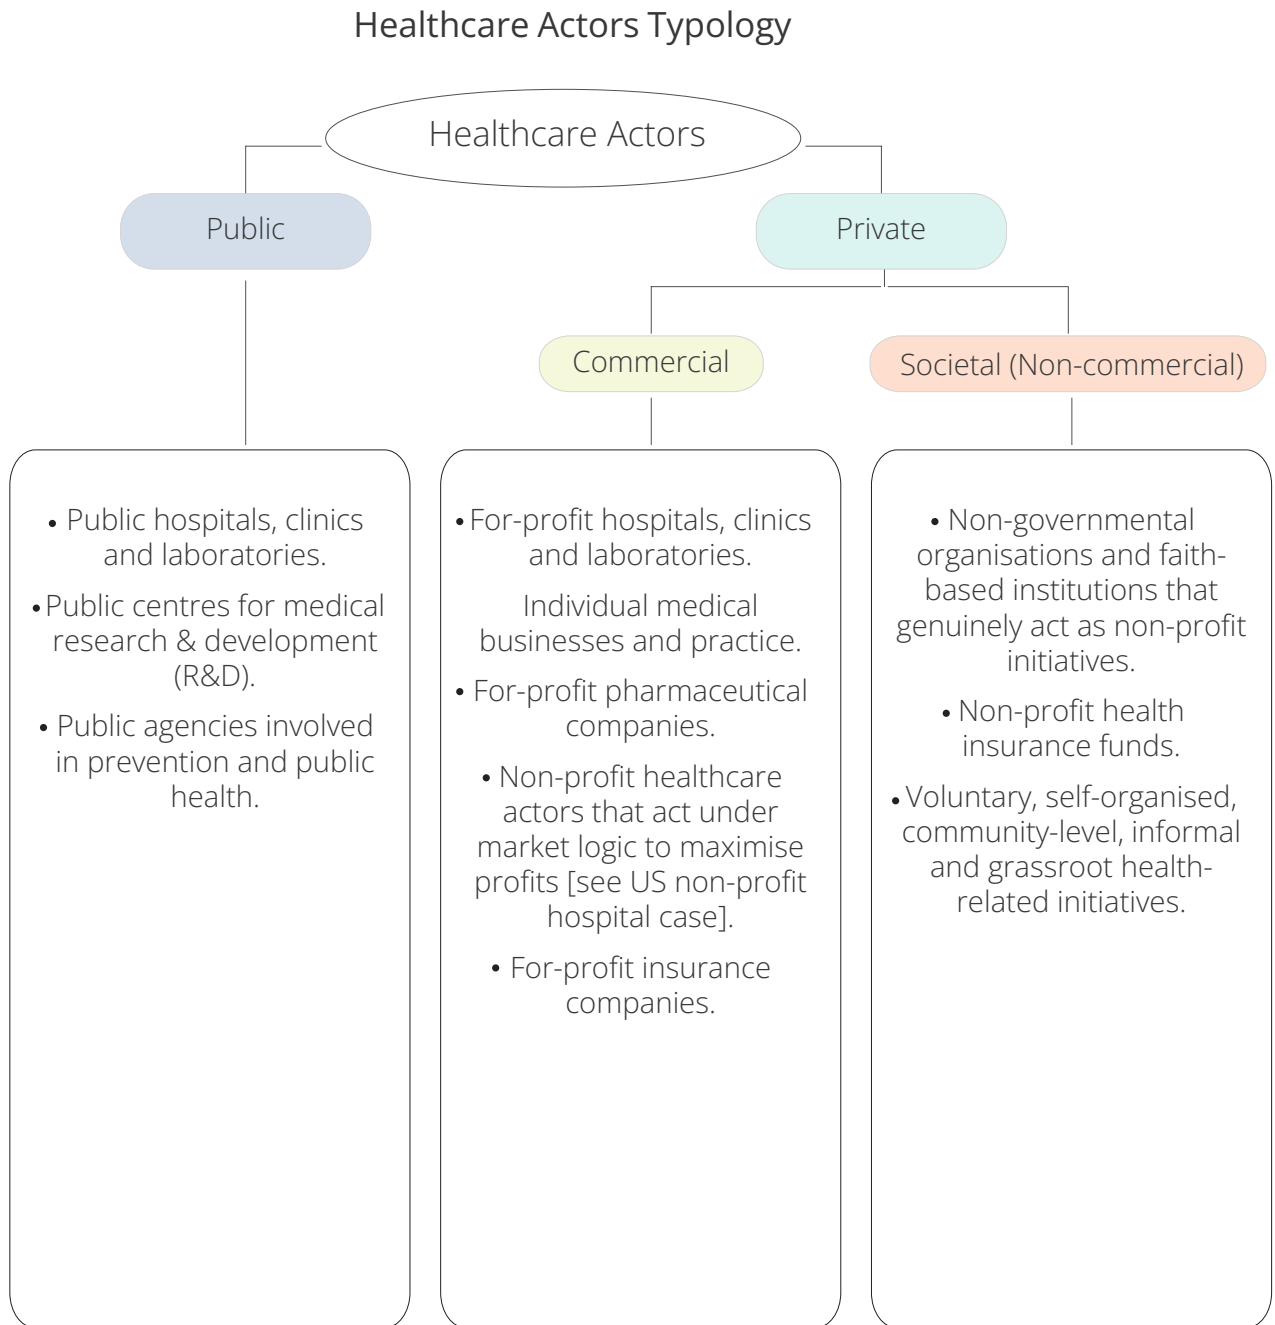 Healthcare Actors Typology
Healthcare Actors
Public
Private
Commercial
Societal (Non-commercial)
• Public hospitals, clinics
and laboratories.
• Public centres for medical
research & development
(R&D).
• Public agencies involved
in prevention and public
health.
• For-profit hospitals, clinics
and laboratories.
Individual medical
businesses and practice.
• For-profit pharmaceutical
companies.
• Non-profit healthcare
actors that act under
market logic to maximise
profits [see US non-profit
hospital case].
• For-profit insurance
companies.
• Non-governmental
organisations and faith-
based institutions that
genuinely act as non-profit
initiatives.
• Non-profit health
insurance funds.
• Voluntary, self-organised,
community-level, informal
and grassroot health-
related initiatives.